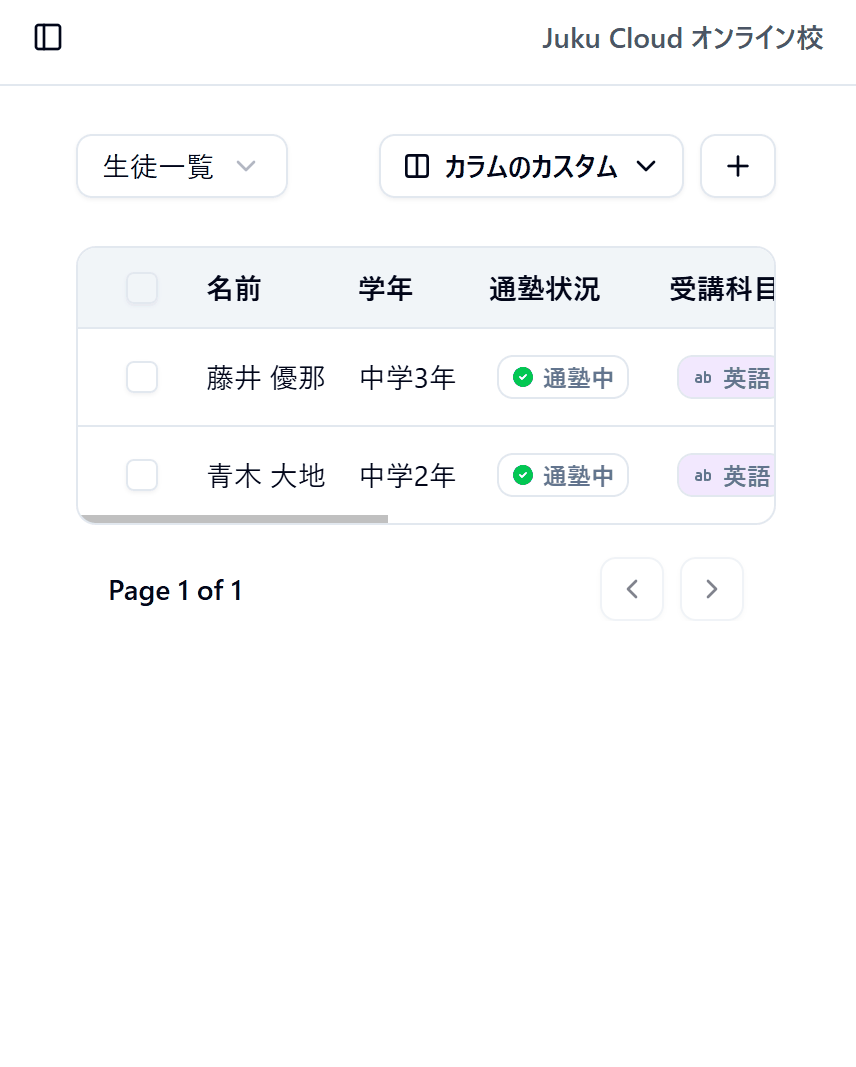 Juku Cloud オンライン校
生徒一覧 カラムのカスタム
名前 学年 通塾状況 受講科目
藤井 優那 中学3年 通塾中 ab 英語
青木 大地 中学2年 通塾中 ab 英語
Page 1 of 1